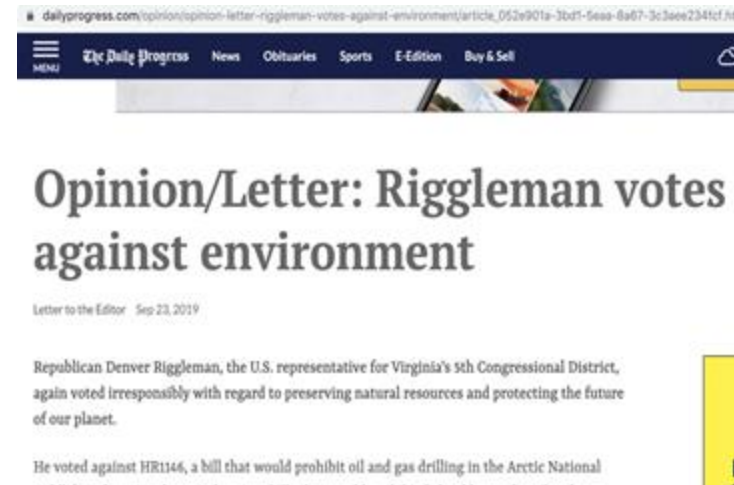 dailyprogress.com/opinion/opinion-letter-riggleman-votes-against-environment/article_052e901a-3bd1-5eaa-8a67-3c3aee234fcf.h
MENU
The Daily Progress News Obituaries Sports E-Edition Buy & Sell
Opinion/Letter: Riggleman votes
against environment
Letter to the Editor Sep 23, 2019
Republican Denver Riggleman, the U.S. representative for Virginia's 5th Congressional District,
again voted irresponsibly with regard to preserving natural resources and protecting the future
of our planet.
He voted against HR1146, a bill that would prohibit oil and gas drilling in the Arctic National